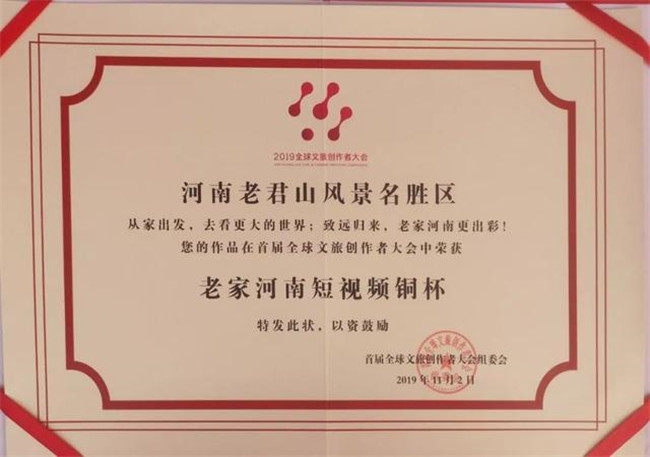 2019全球文旅创作者大会
河南老君山风景名胜区
从家出发，去看更大的世界；致远归来，老家河南更出彩！
您的作品在首届全球文旅创作者大会中荣获
老家河南短视频铜杯
特发此状，以资鼓励
首届全球文旅创作者大会组委会
2019年11月2日